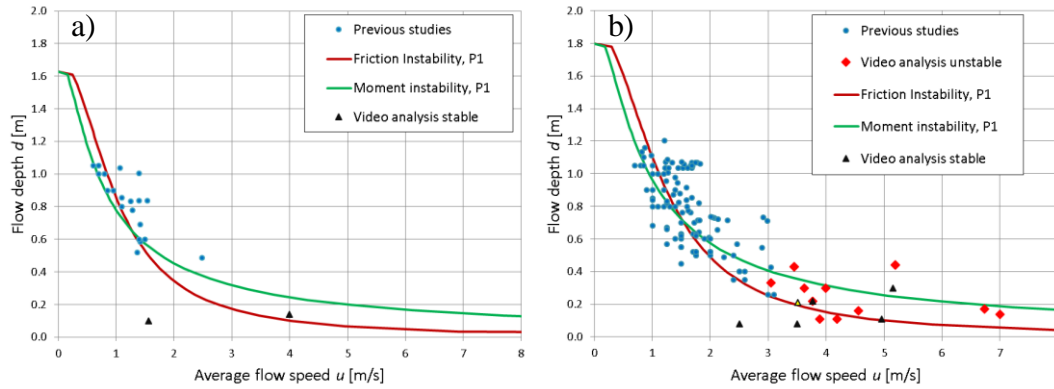 a)
Previous studies
Friction Instability, P1
Moment instability, P1
Video analysis stable
2.0
1.8
1.6
1.4
1.2
1.0
0.8
0.6
0.4
0.2
0.0
Flow depth d [m]
0 1 2 3 4 5 6 7 8
Average flow speed u [m/s]
b)
Previous studies
Video analysis unstable
Friction Instability, P1
Moment instability, P1
Video analysis stable
2.0
1.8
1.6
1.4
1.2
1.0
0.8
0.6
0.4
0.2
0.0
Flow depth d [m]
0 1 2 3 4 5 6 7
Average flow speed u [m/s]